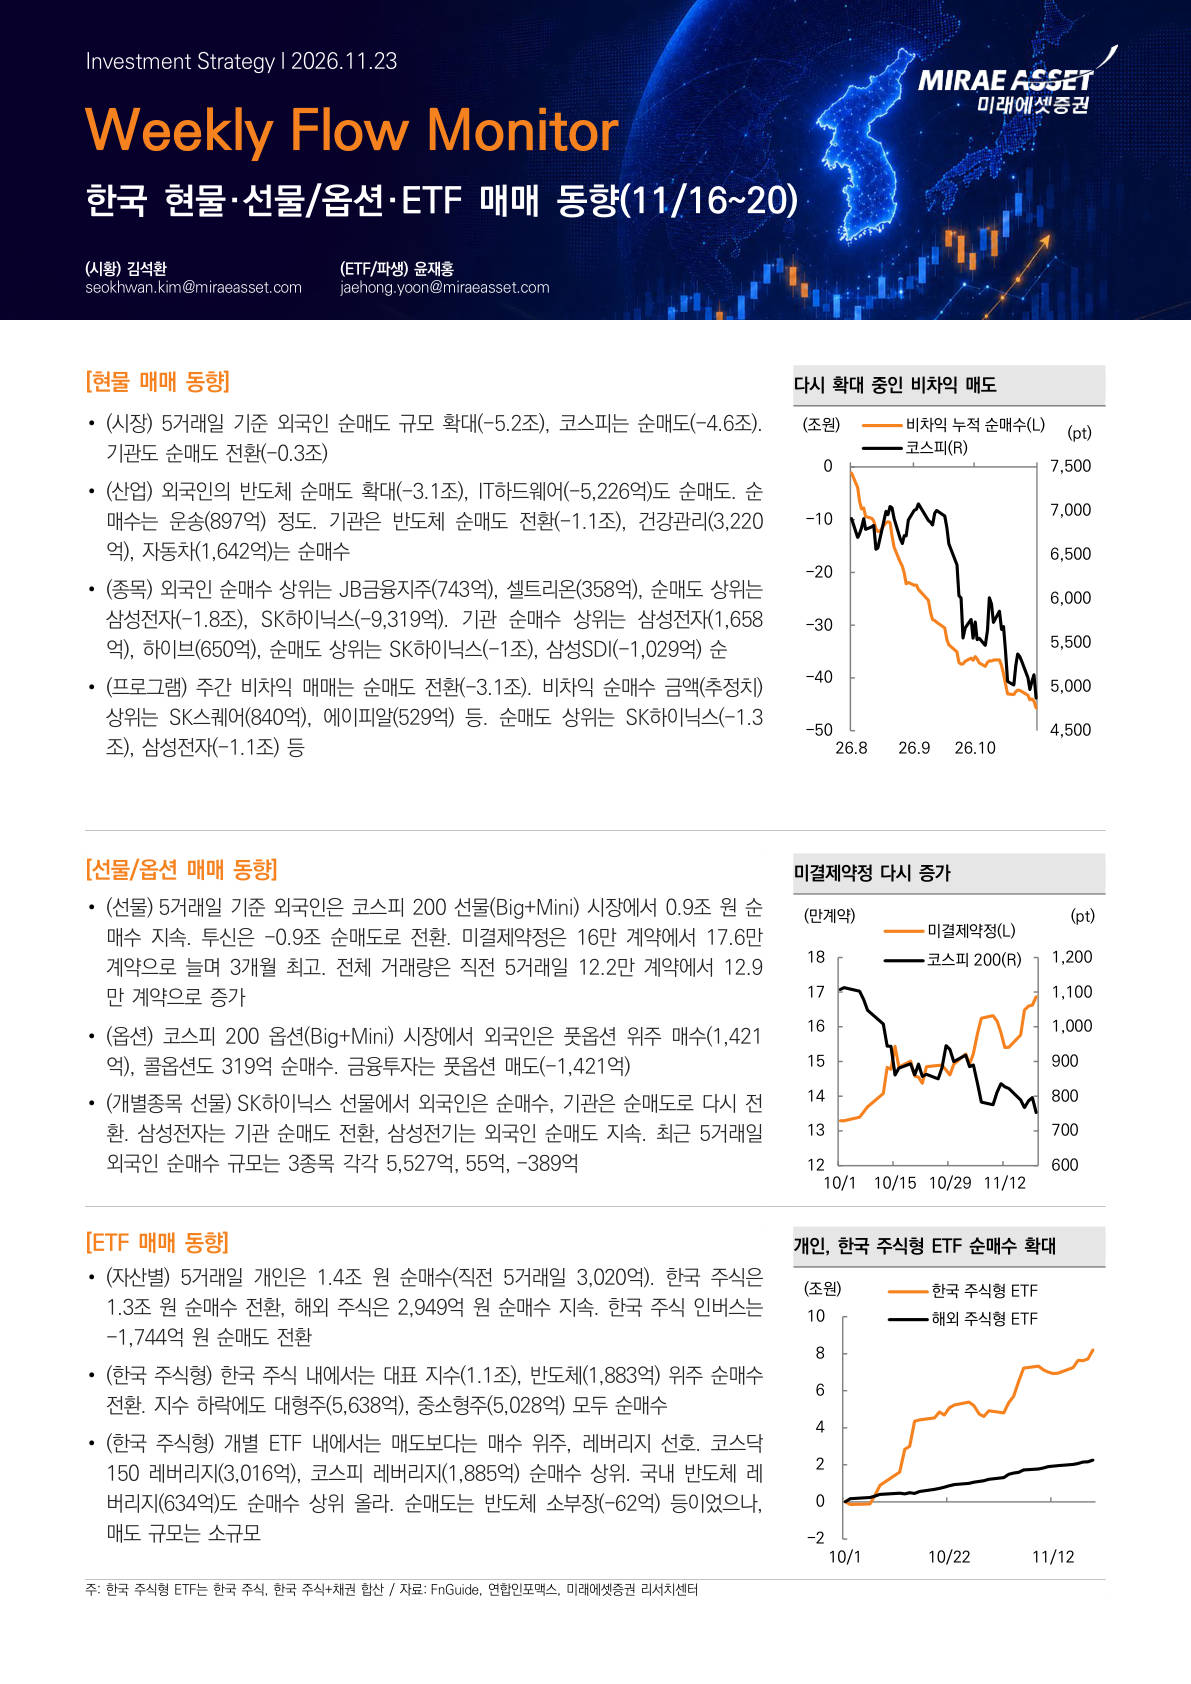 Investment Strategy | 2026.11.23
MIRAE ASSET
미래에셋증권
Weekly Flow Monitor
한국 현물·선물/옵션·ETF 매매 동향(11/16~20)
(시황) 김석환
seokhwan.kim@miraeasset.com
(ETF/파생) 윤재홍
jaehong.yoon@miraeasset.com
[현물 매매 동향]
• (시장) 5거래일 기준 외국인 순매도 규모 확대(-5.2조), 코스피는 순매도(-4.6조).
기관도 순매도 전환(-0.3조)
• (산업) 외국인의 반도체 순매도 확대(-3.1조), IT하드웨어(-5,226억)도 순매도. 순
매수는 운송(897억) 정도. 기관은 반도체 순매도 전환(-1.1조), 건강관리(3,220
억), 자동차(1,642억)는 순매수
• (종목) 외국인 순매수 상위는 JB금융지주(743억), 셀트리온(358억), 순매도 상위는
삼성전자(-1.8조), SK하이닉스(-9,319억). 기관 순매수 상위는 삼성전자(1,658
억), 하이브(650억), 순매도 상위는 SK하이닉스(-1조), 삼성SDI(-1,029억) 순
• (프로그램) 주간 비차익 매매는 순매도 전환(-3.1조). 비차익 순매수 금액(추정치)
상위는 SK스퀘어(840억), 에이피알(529억) 등. 순매도 상위는 SK하이닉스(-1.3
조), 삼성전자(-1.1조) 등
다시 확대 중인 비차익 매도
(조원)
비차익 누적 순매수(L)
코스피(R)
(pt)
0
-10
-20
-30
-40
-50
7,500
7,000
6,500
6,000
5,500
5,000
4,500
26.8 26.9 26.10
[선물/옵션 매매 동향]
• (선물) 5거래일 기준 외국인은 코스피 200 선물(Big+Mini) 시장에서 0.9조 원 순
매수 지속. 투신은 -0.9조 순매도로 전환. 미결제약정은 16만 계약에서 17.6만
계약으로 늘며 3개월 최고. 전체 거래량은 직전 5거래일 12.2만 계약에서 12.9
만 계약으로 증가
• (옵션) 코스피 200 옵션(Big+Mini) 시장에서 외국인은 풋옵션 위주 매수(1,421
억), 콜옵션도 319억 순매수. 금융투자는 풋옵션 매도(-1,421억)
• (개별종목 선물) SK하이닉스 선물에서 외국인은 순매수, 기관은 순매도로 다시 전
환. 삼성전자는 기관 순매도 전환, 삼성전기는 외국인 순매도 지속. 최근 5거래일
외국인 순매수 규모는 3종목 각각 5,527억, 55억, -389억
미결제약정 다시 증가
(만계약)
(pt)
미결제약정(L)
코스피 200(R)
18
17
16
15
14
13
12
1,200
1,100
1,000
900
800
700
600
10/1 10/15 10/29 11/12
[ETF 매매 동향]
• (자산별) 5거래일 개인은 1.4조 원 순매수(직전 5거래일 3,020억). 한국 주식은
1.3조 원 순매수 전환, 해외 주식은 2,949억 원 순매수 지속. 한국 주식 인버스는
-1,744억 원 순매도 전환
• (한국 주식형) 한국 주식 내에서는 대표 지수(1.1조), 반도체(1,883억) 위주 순매수
전환. 지수 하락에도 대형주(5,638억), 중소형주(5,028억) 모두 순매수
• (한국 주식형) 개별 ETF 내에서는 매도보다는 매수 위주, 레버리지 선호. 코스닥
150 레버리지(3,016억), 코스피 레버리지(1,885억) 순매수 상위. 국내 반도체 레
버리지(634억)도 순매수 상위 올라. 순매도는 반도체 소부장(-62억) 등이었으나,
매도 규모는 소규모
개인, 한국 주식형 ETF 순매수 확대
(조원)
한국 주식형 ETF
해외 주식형 ETF
10
8
6
4
2
0
-2
10/1 10/22 11/12
주: 한국 주식형 ETF는 한국 주식, 한국 주식+채권 합산 / 자료: FnGuide, 연합인포맥스, 미래에셋증권 리서치센터